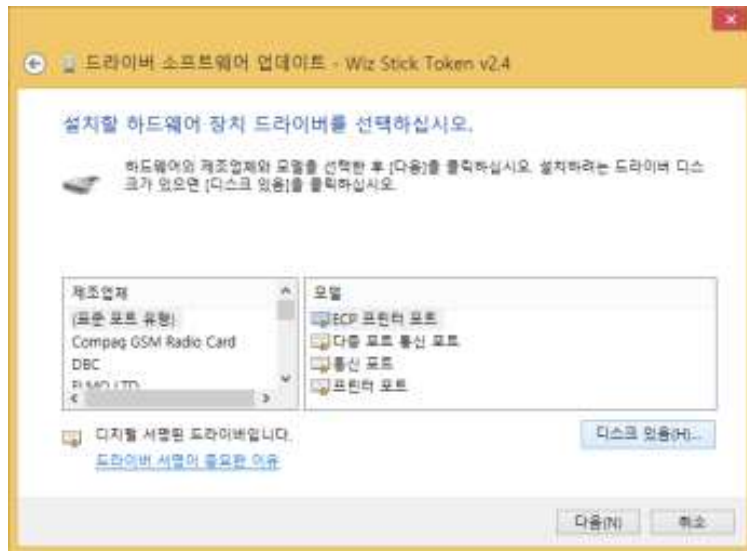 드라이버 소프트웨어 업데이트 - Wiz Stick Token v2.4
설치할 하드웨어 장치 드라이버를 선택하십시오.
하드웨어의 제조업체와 모델을 선택한 후 [다음]을 클릭하십시오. 설치하려는 드라이버 디스
크가 있으면 [디스크 있음]을 클릭하십시오.
제조업체
(표준 포트 유형)
Compaq GSM Radio Card
DBC
ELMO LTD
모델
ECP 프린터 포트
다중 포트 통신 포트
통신 포트
프린터 포트
디지털 서명된 드라이버입니다.
드라이버 서명이 중요한 이유
디스크 있음(H)...
다음(N)
취소